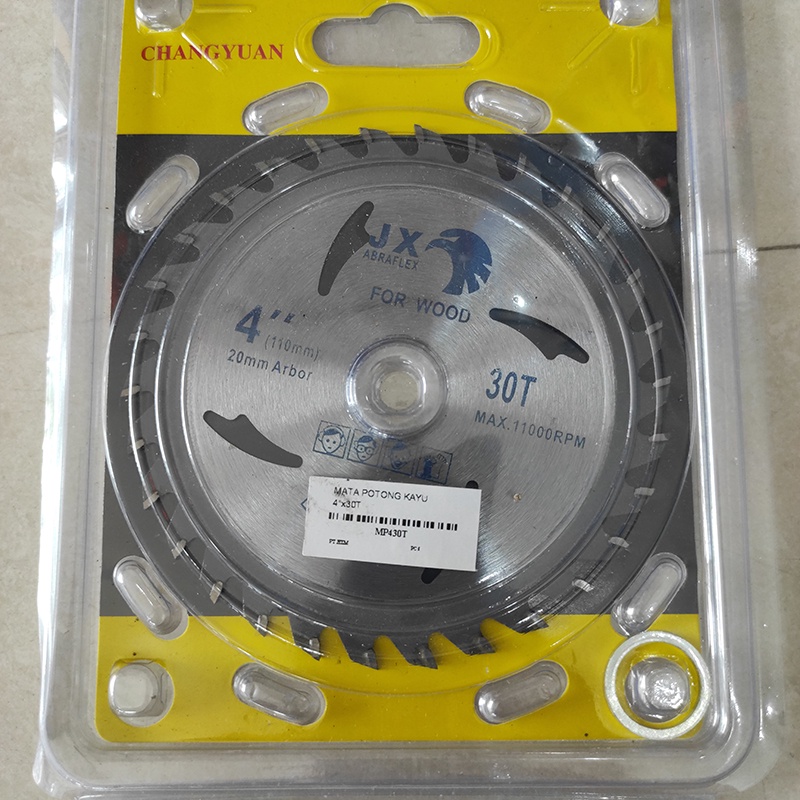 CHANGYUAN
JX
ABRAFLEX
FOR WOOD
4"
(110mm)
20mm Arbor
30T
MAX.11000RPM
MATA POTONG KAYU
4"x30T
MP430T